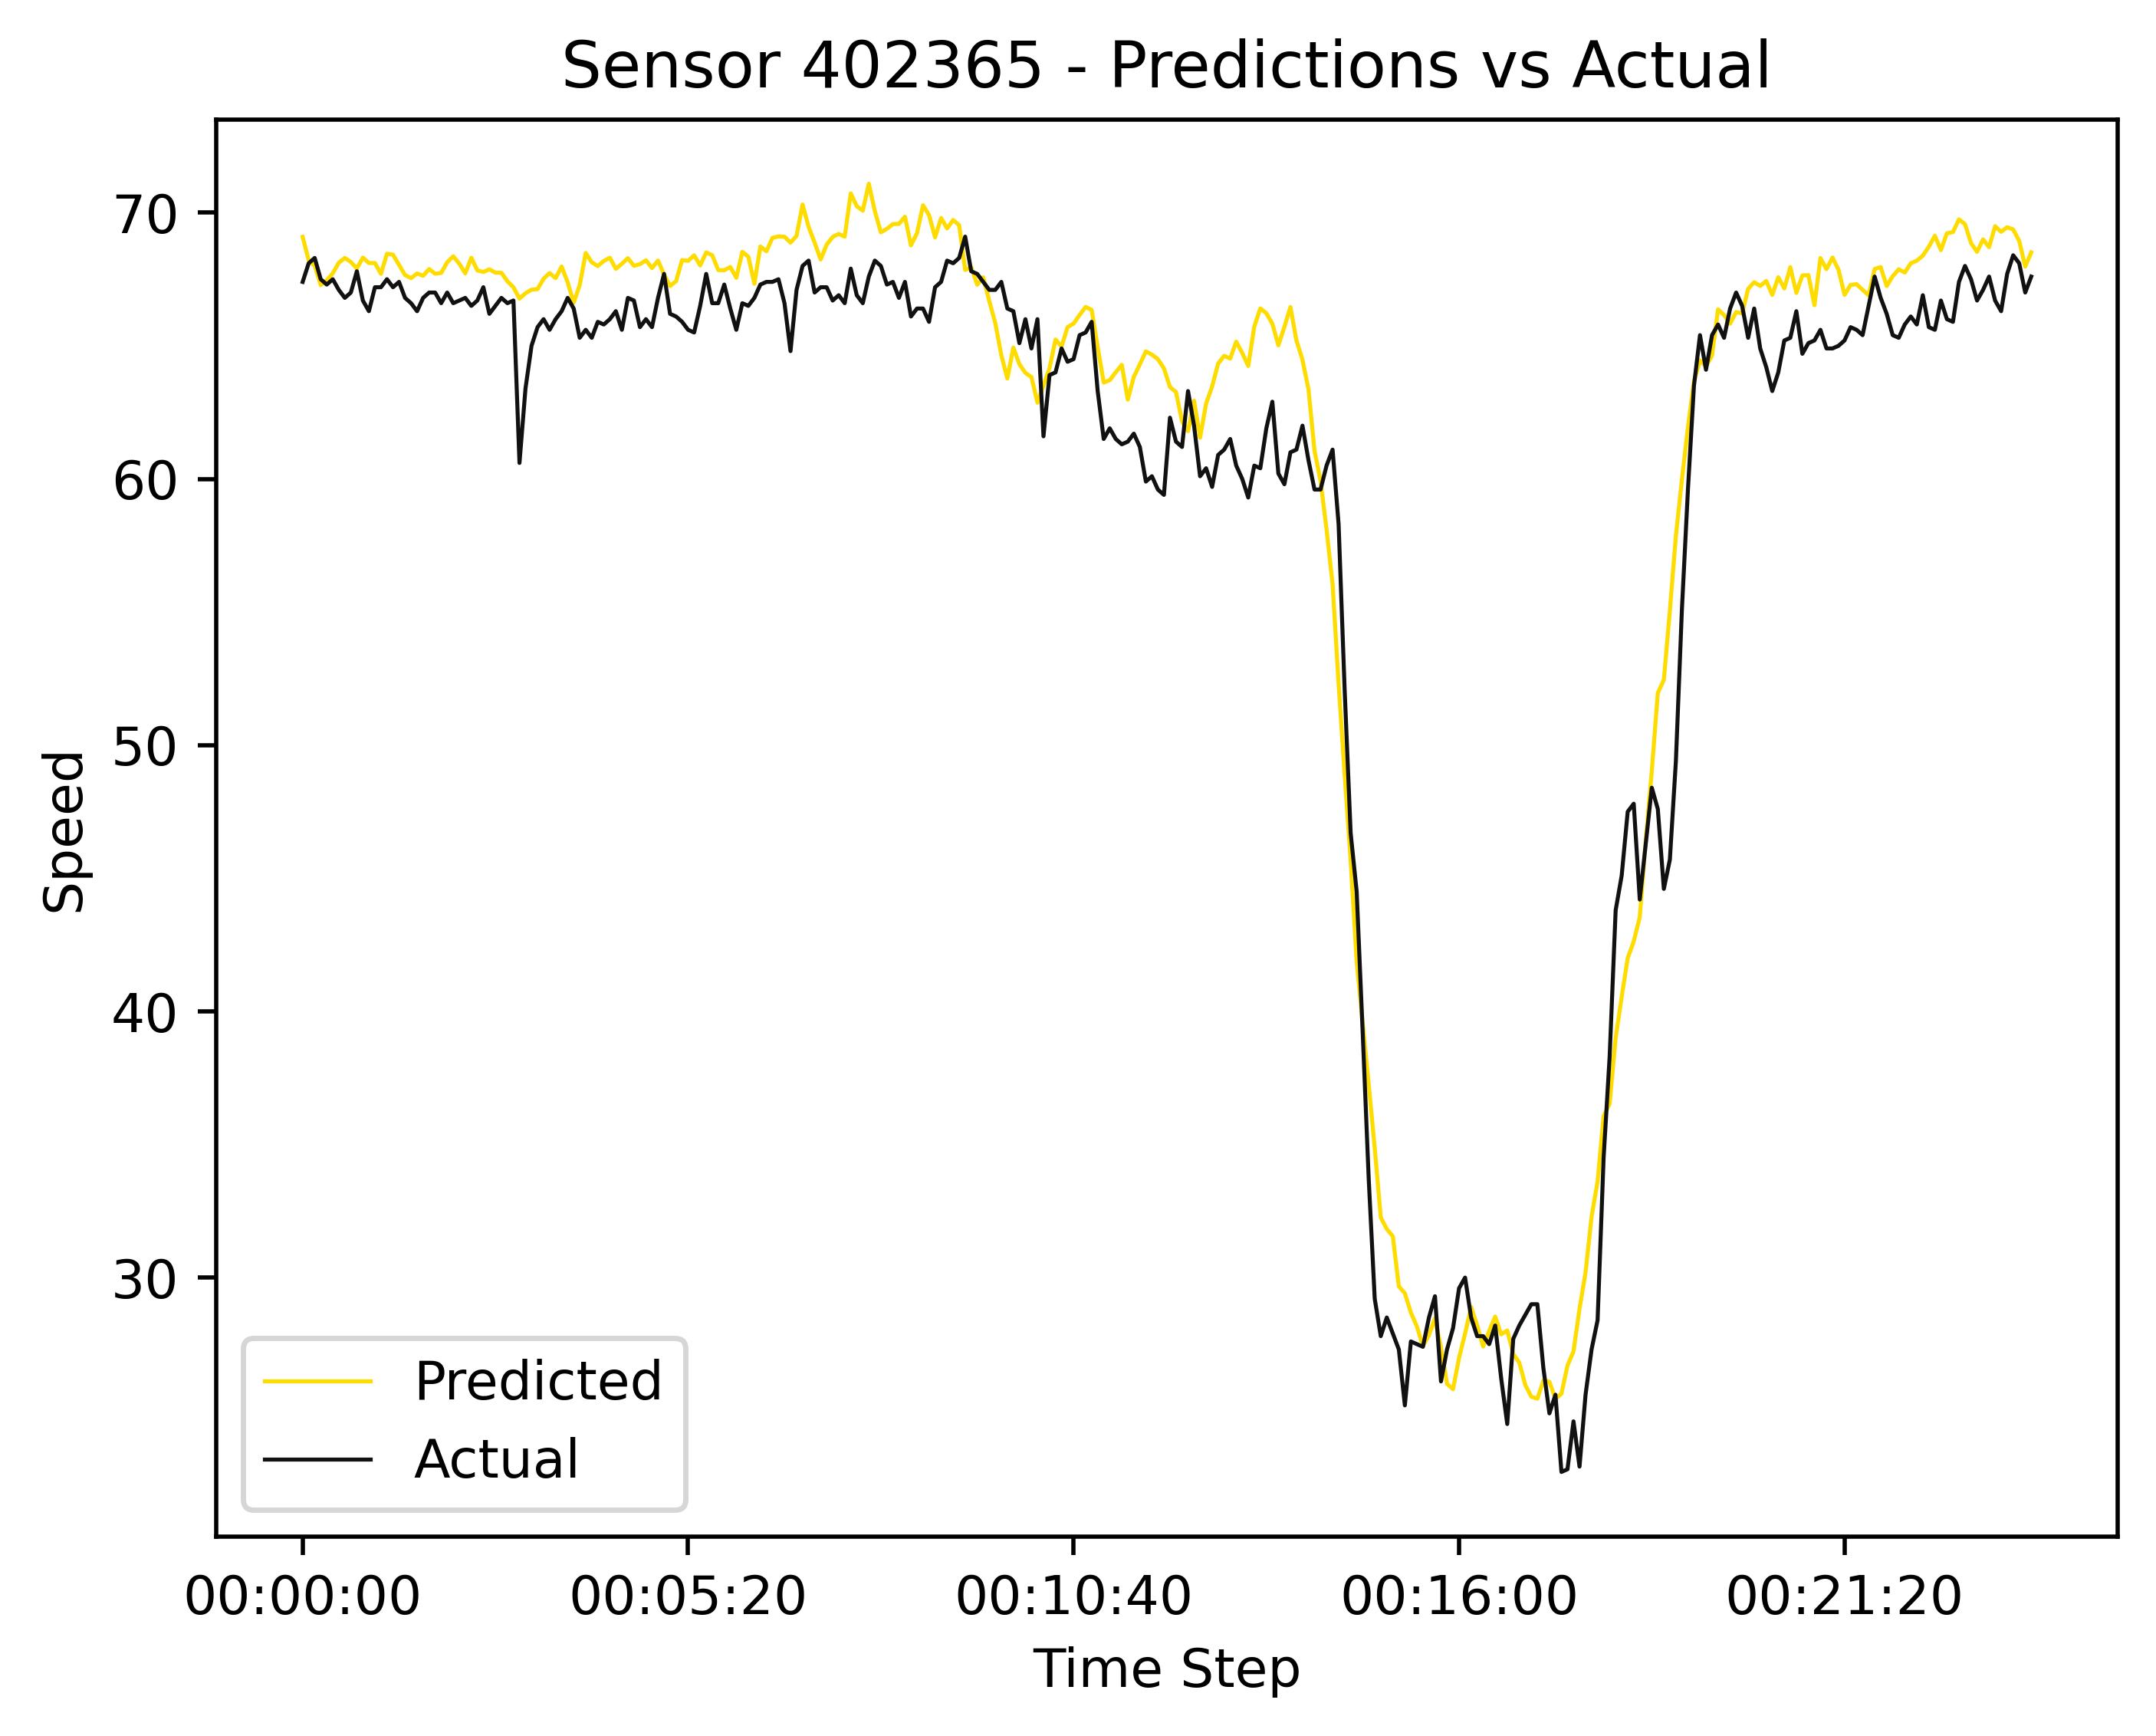 Sensor 402365 - Predictions vs Actual
70
60
50
40
30
Speed
Predicted
Actual
00:00:00 00:05:20 00:10:40 00:16:00 00:21:20
Time Step